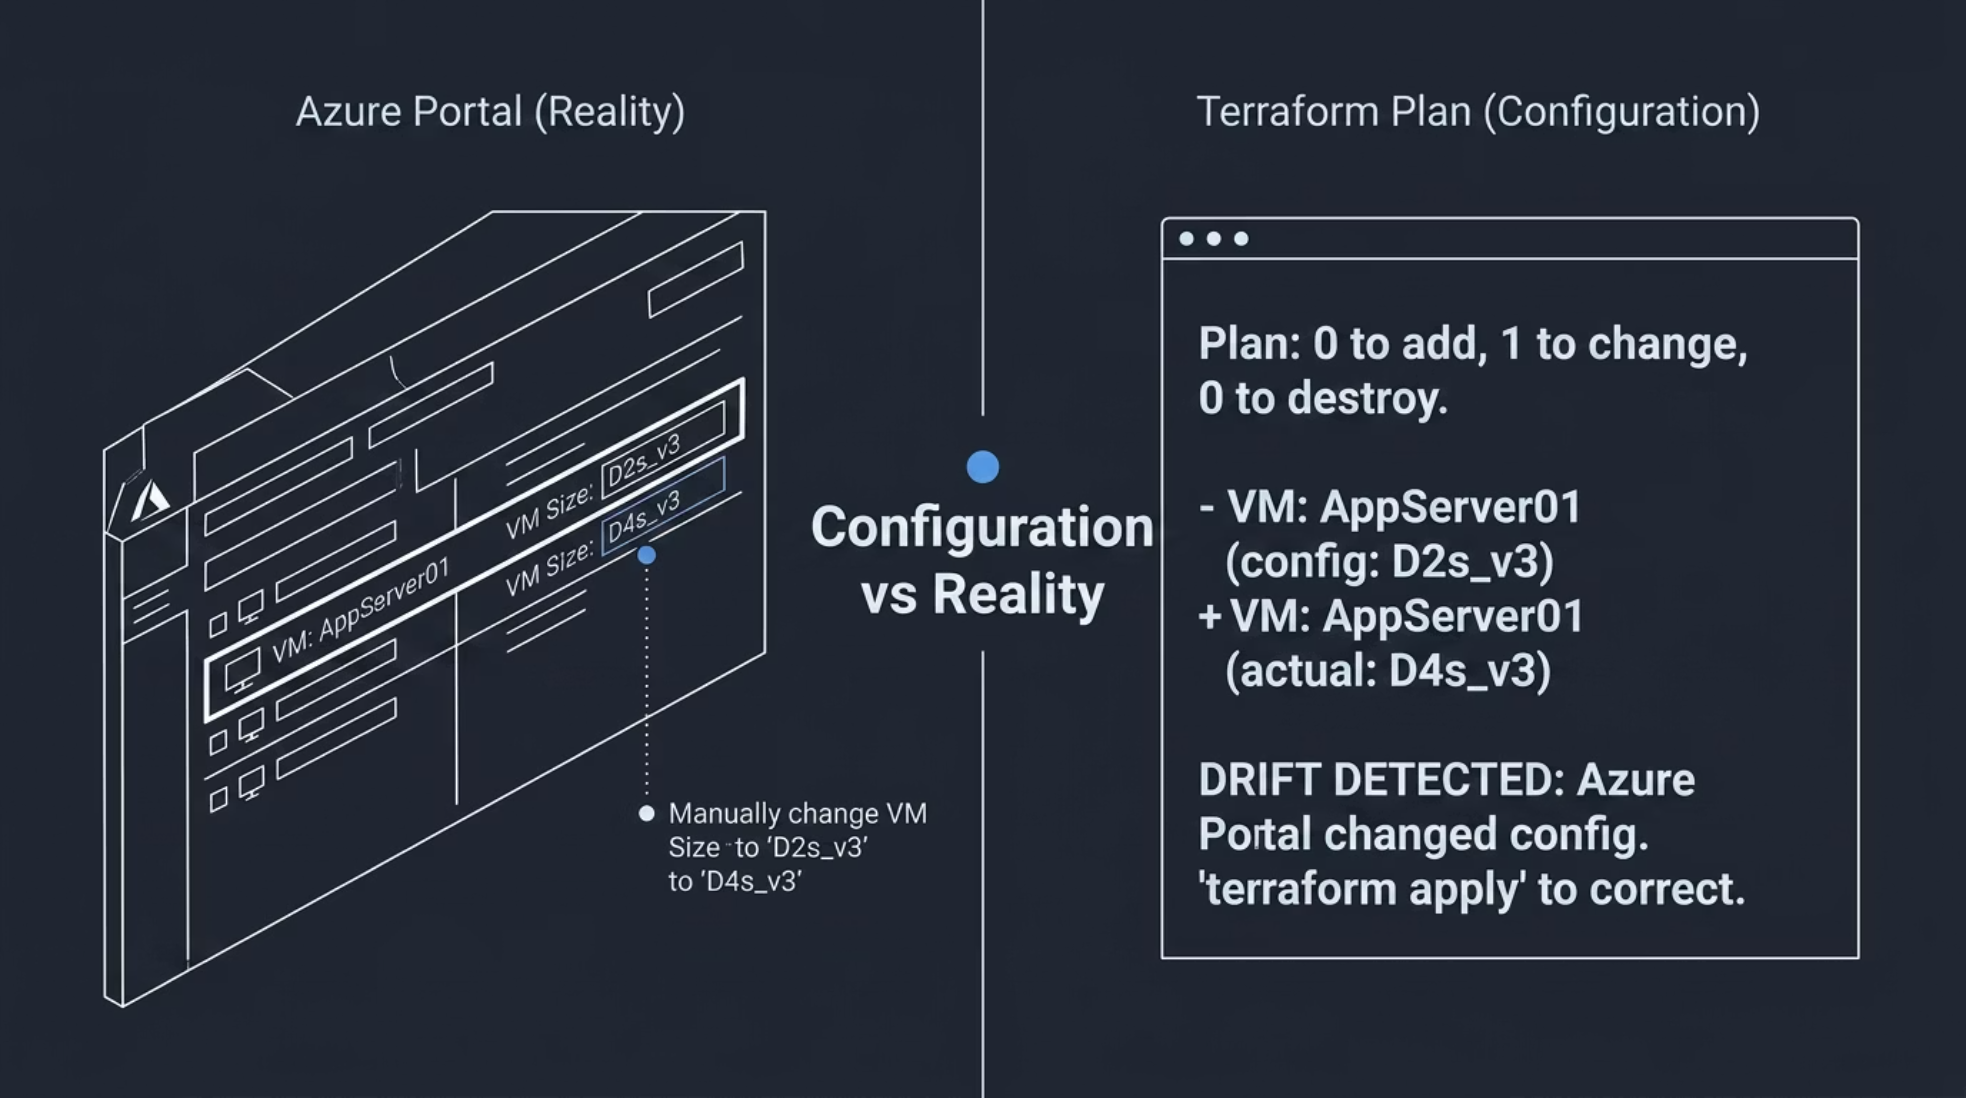 Azure Portal (Reality)
VM: AppServer01
VM Size: D2s_v3
VM Size: D4s_v3
Manually change VM
Size - to 'D2s_v3'
to 'D4s_v3'
Configuration
vs Reality
Terraform Plan (Configuration)
Plan: 0 to add, 1 to change,
0 to destroy.
- VM: AppServer01
(config: D2s_v3)
+ VM: AppServer01
(actual: D4s_v3)
DRIFT DETECTED: Azure
Portal changed config.
'terraform apply' to correct.